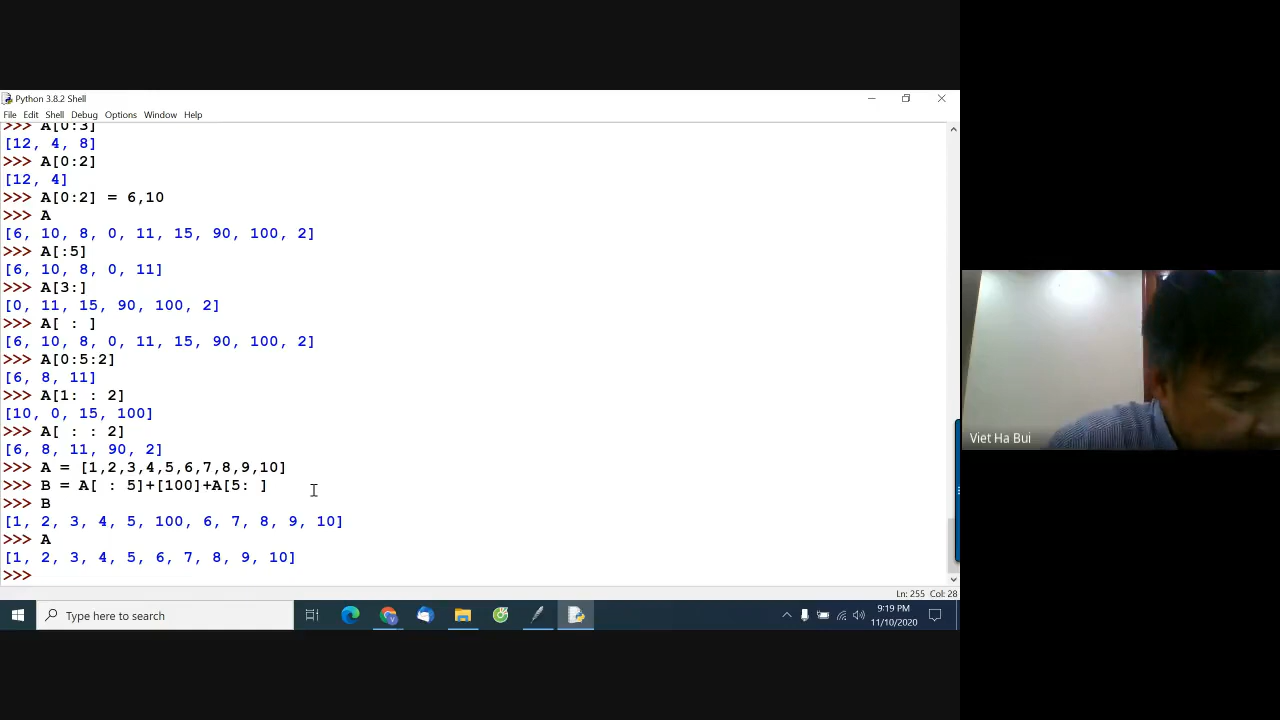 Python 3.8.2 Shell
File Edit Shell Debug Options Window Help
>>> A[0:3]
[12, 4, 8]
>>> A[0:2]
[12, 4]
>>> A[0:2] = 6,10
>>> A
[6, 10, 8, 0, 11, 15, 90, 100, 2]
>>> A[:5]
[6, 10, 8, 0, 11]
>>> A[3:]
[0, 11, 15, 90, 100, 2]
>>> A[ : ]
[6, 10, 8, 0, 11, 15, 90, 100, 2]
>>> A[0:5:2]
[6, 8, 11]
>>> A[1: : 2]
[10, 0, 15, 100]
>>> A[ : : 2]
[6, 8, 11, 90, 2]
>>> A = [1,2,3,4,5,6,7,8,9,10]
>>> B = A[ : 5]+[100]+A[5: ]
>>> B
[1, 2, 3, 4, 5, 100, 6, 7, 8, 9, 10]
>>> A
[1, 2, 3, 4, 5, 6, 7, 8, 9, 10]
>>>
Ln: 255 Col: 28
Type here to search
9:19 PM
11/10/2020
Viet Ha Bui